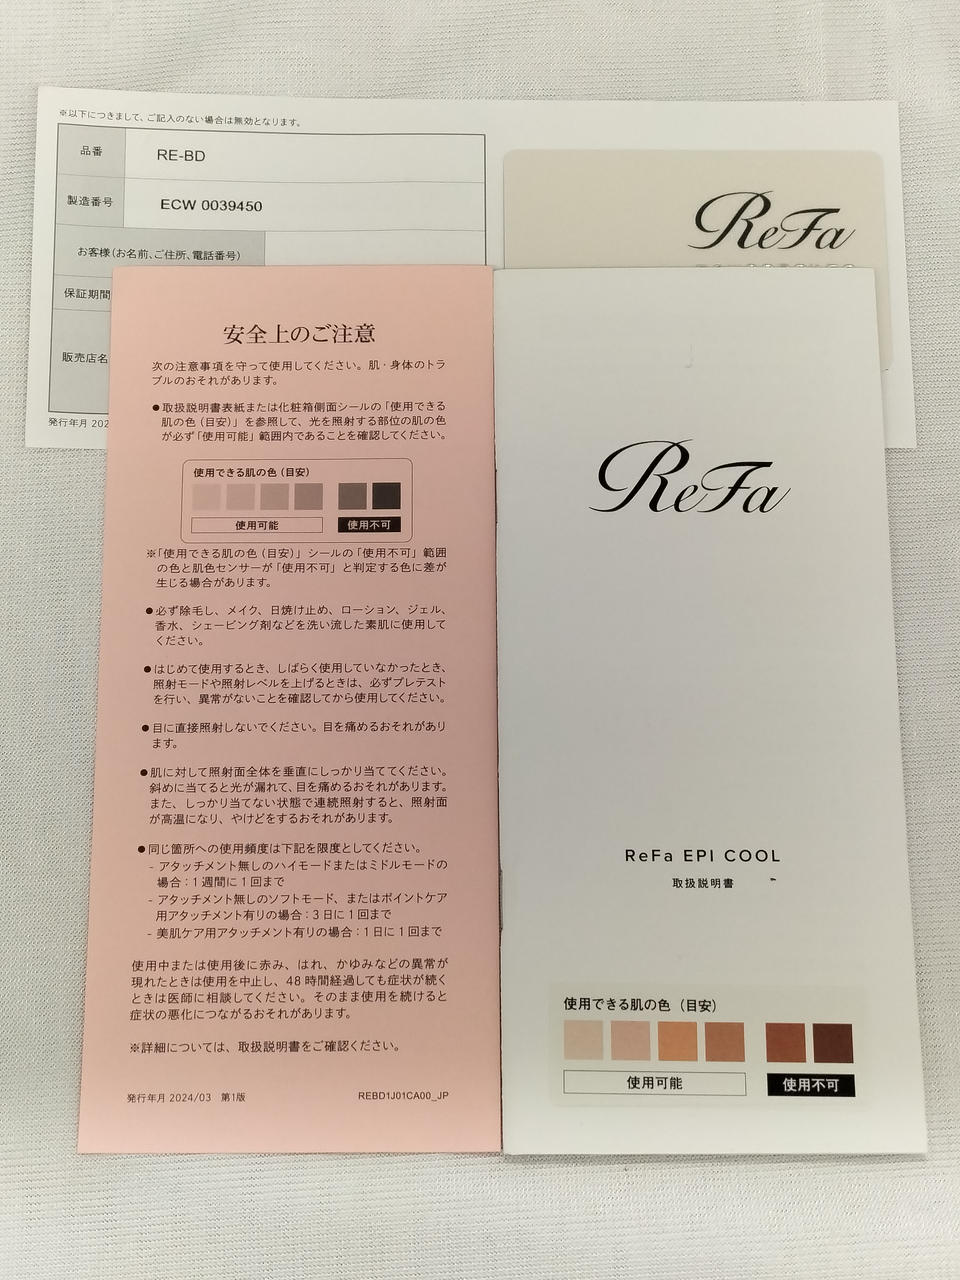 ※以下につきまして、ご記入のない場合は無効となります。
品番 RE-BD
製造番号 ECW 0039450
お客様（お名前、ご住所、電話番号）
保証期間
販売店名
発行年月 202
ReFa
安全上のご注意
次の注意事項を守って使用してください。肌・身体のトラ
ブルのおそれがあります。
●取扱説明書表紙または化粧箱側面シールの「使用できる
肌の色（目安）」を参照して、光を照射する部位の肌の色
が必ず「使用可能」範囲内であることを確認してください。
使用できる肌の色（目安）
使用可能 使用不可
※「使用できる肌の色（目安）」シールの「使用不可」範囲
の色と肌色センサーが「使用不可」と判定する色に差が
生じる場合があります。
●必ず除毛し、メイク、日焼け止め、ローション、ジェル、
香水、シェービング剤などを洗い流した素肌に使用して
ください。
●はじめて使用するとき、しばらく使用していなかったとき、
照射モードや照射レベルを上げるときは、必ずプレテスト
を行い、異常がないことを確認してから使用してください。
●目に直接照射しないでください。目を痛めるおそれがあり
ます。
●肌に対して照射面全体を垂直にしっかり当ててください。
斜めに当てると光が漏れて、目を痛めるおそれがあります。
また、しっかり当てない状態で連続照射すると、照射面
が高温になり、やけどをするおそれがあります。
●同じ箇所への使用頻度は下記を限度としてください。
- アタッチメント無しのハイモードまたはミドルモードの
場合：1週間に1回まで
- アタッチメント無しのソフトモード、またはポイントケア
用アタッチメント有りの場合：3日に1回まで
- 美肌ケア用アタッチメント有りの場合：1日に1回まで
使用中または使用後に赤み、はれ、かゆみなどの異常が
現れたときは使用を中止し、48時間経過しても症状が続く
ときは医師に相談してください。そのまま使用を続けると
症状の悪化につながるおそれがあります。
※詳細については、取扱説明書をご確認ください。
発行年月 2024/03 第1版 REBD1J01CA00_JP
ReFa
ReFa EPI COOL
取扱説明書
使用できる肌の色（目安）
使用可能 使用不可